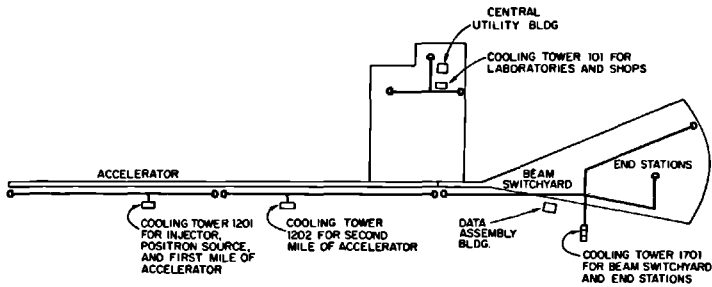 CENTRAL
UTILITY BLDG
COOLING TOWER 101 FOR
LABORATORIES AND SHOPS
ACCELERATOR
BEAM
SWITCHYARD
END STATIONS
COOLING TOWER 1201
FOR INJECTOR,
POSITRON SOURCE,
AND FIRST MILE OF
ACCELERATOR
COOLING TOWER
1202 FOR SECOND
MILE OF ACCELERATOR
DATA
ASSEMBLY
BLDG.
COOLING TOWER 1701
FOR BEAM SWITCHYARD
AND END STATIONS